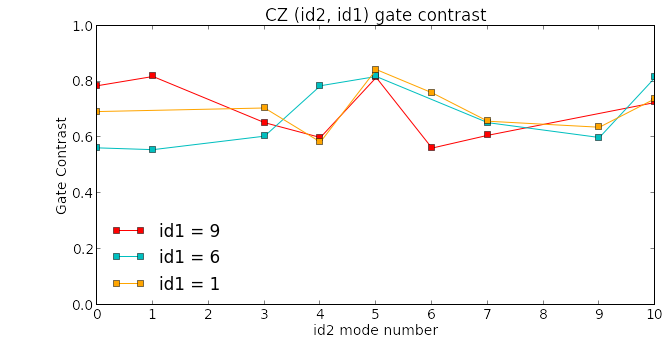 CZ (id2, id1) gate contrast
1.0
0.8
0.6
0.4
0.2
0.0
Gate Contrast
id1 = 9
id1 = 6
id1 = 1
0 1 2 3 4 5 6 7 8 9 10
id2 mode number